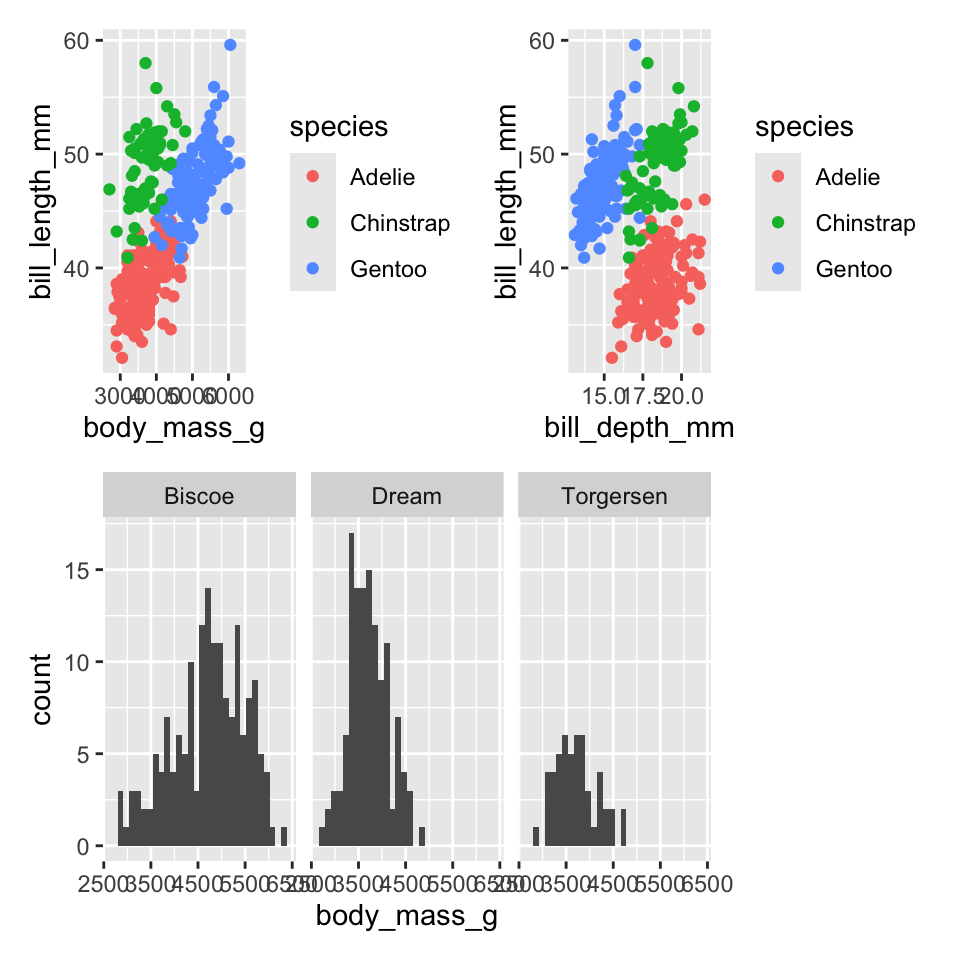 60
50
40
bill_length_mm
3000 4000 5000 6000
body_mass_g
species
Adelie
Chinstrap
Gentoo
60
50
40
bill_length_mm
15.0 17.5 20.0
bill_depth_mm
species
Adelie
Chinstrap
Gentoo
Biscoe Dream Torgersen
15
10
5
0
count
2500 3500 4500 5500 6500 2500 3500 4500 5500 6500 2500 3500 4500 5500 6500
body_mass_g